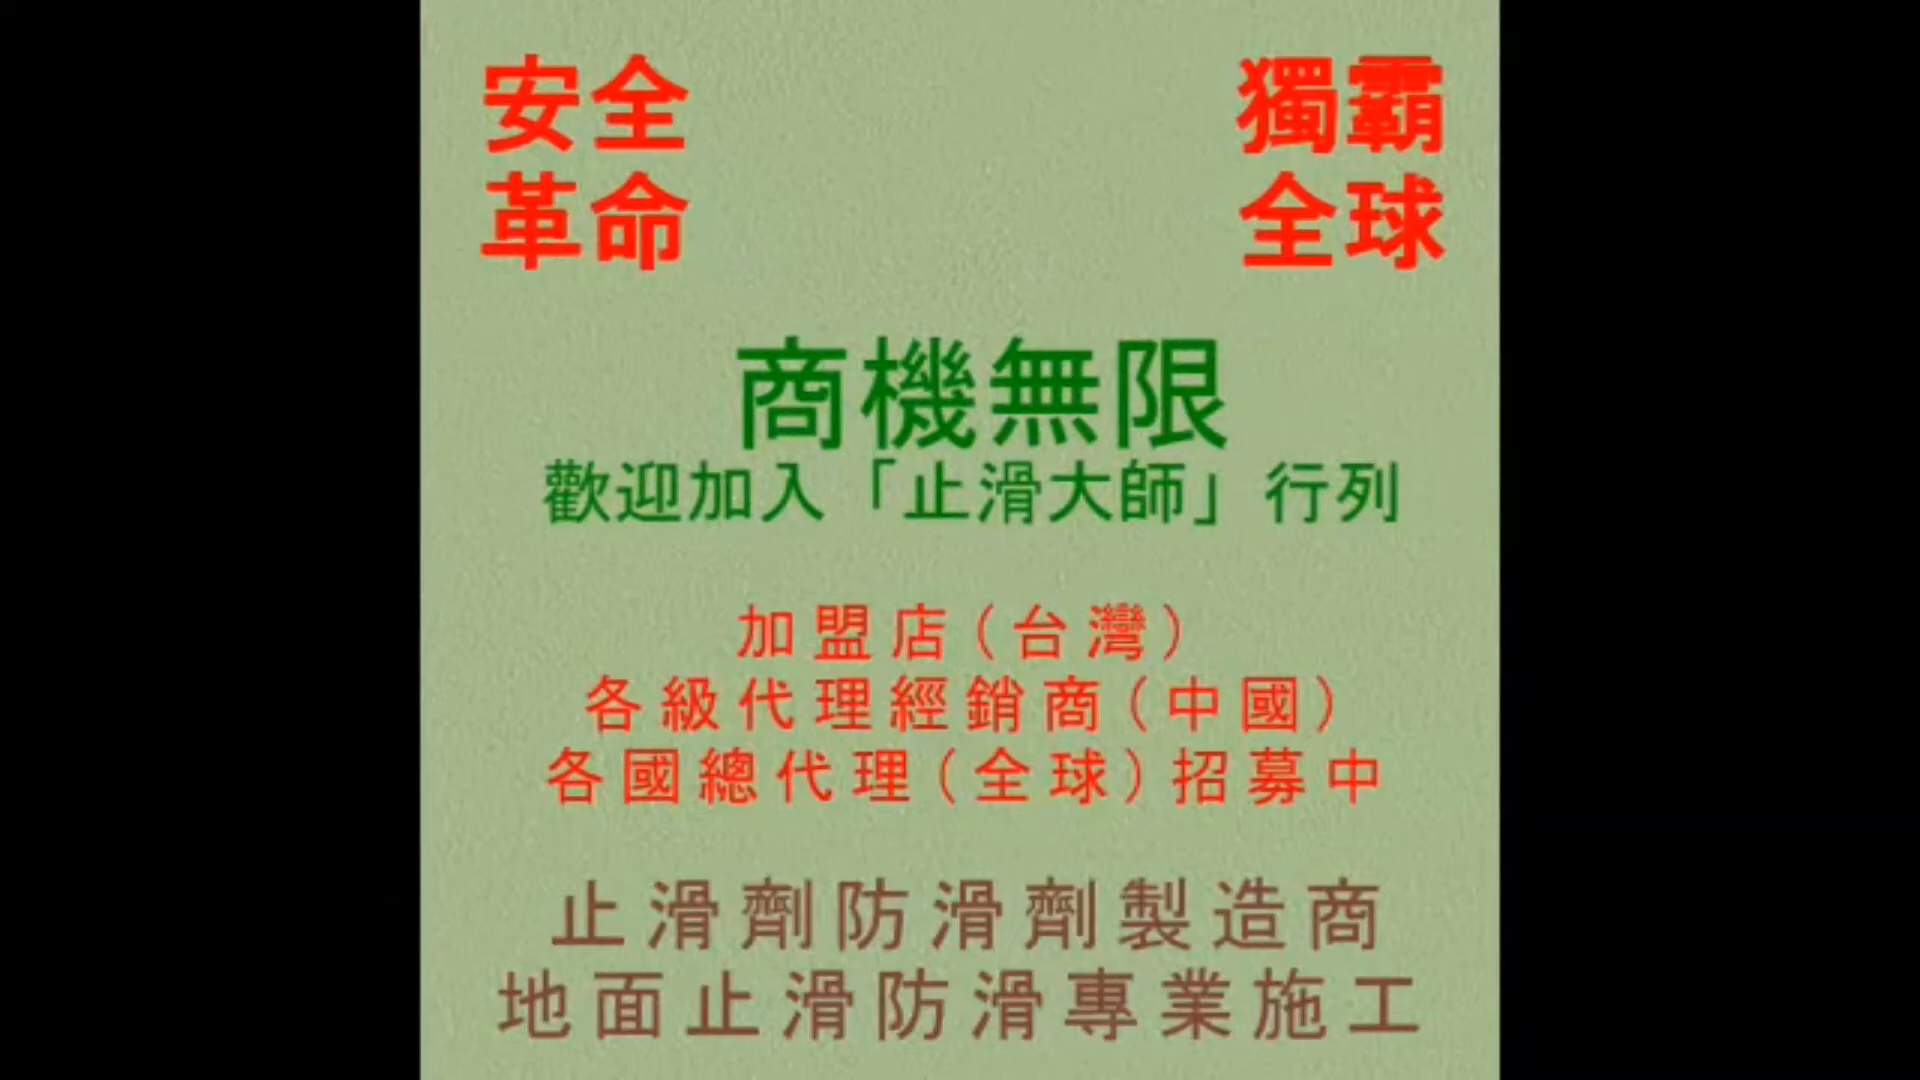 安全
革命
獨霸
全球
商機無限
歡迎加入「止滑大師」行列
加盟店(台灣)
各級代理經銷商(中國)
各國總代理(全球)招募中
止滑劑防滑劑製造商
地面止滑防滑專業施工